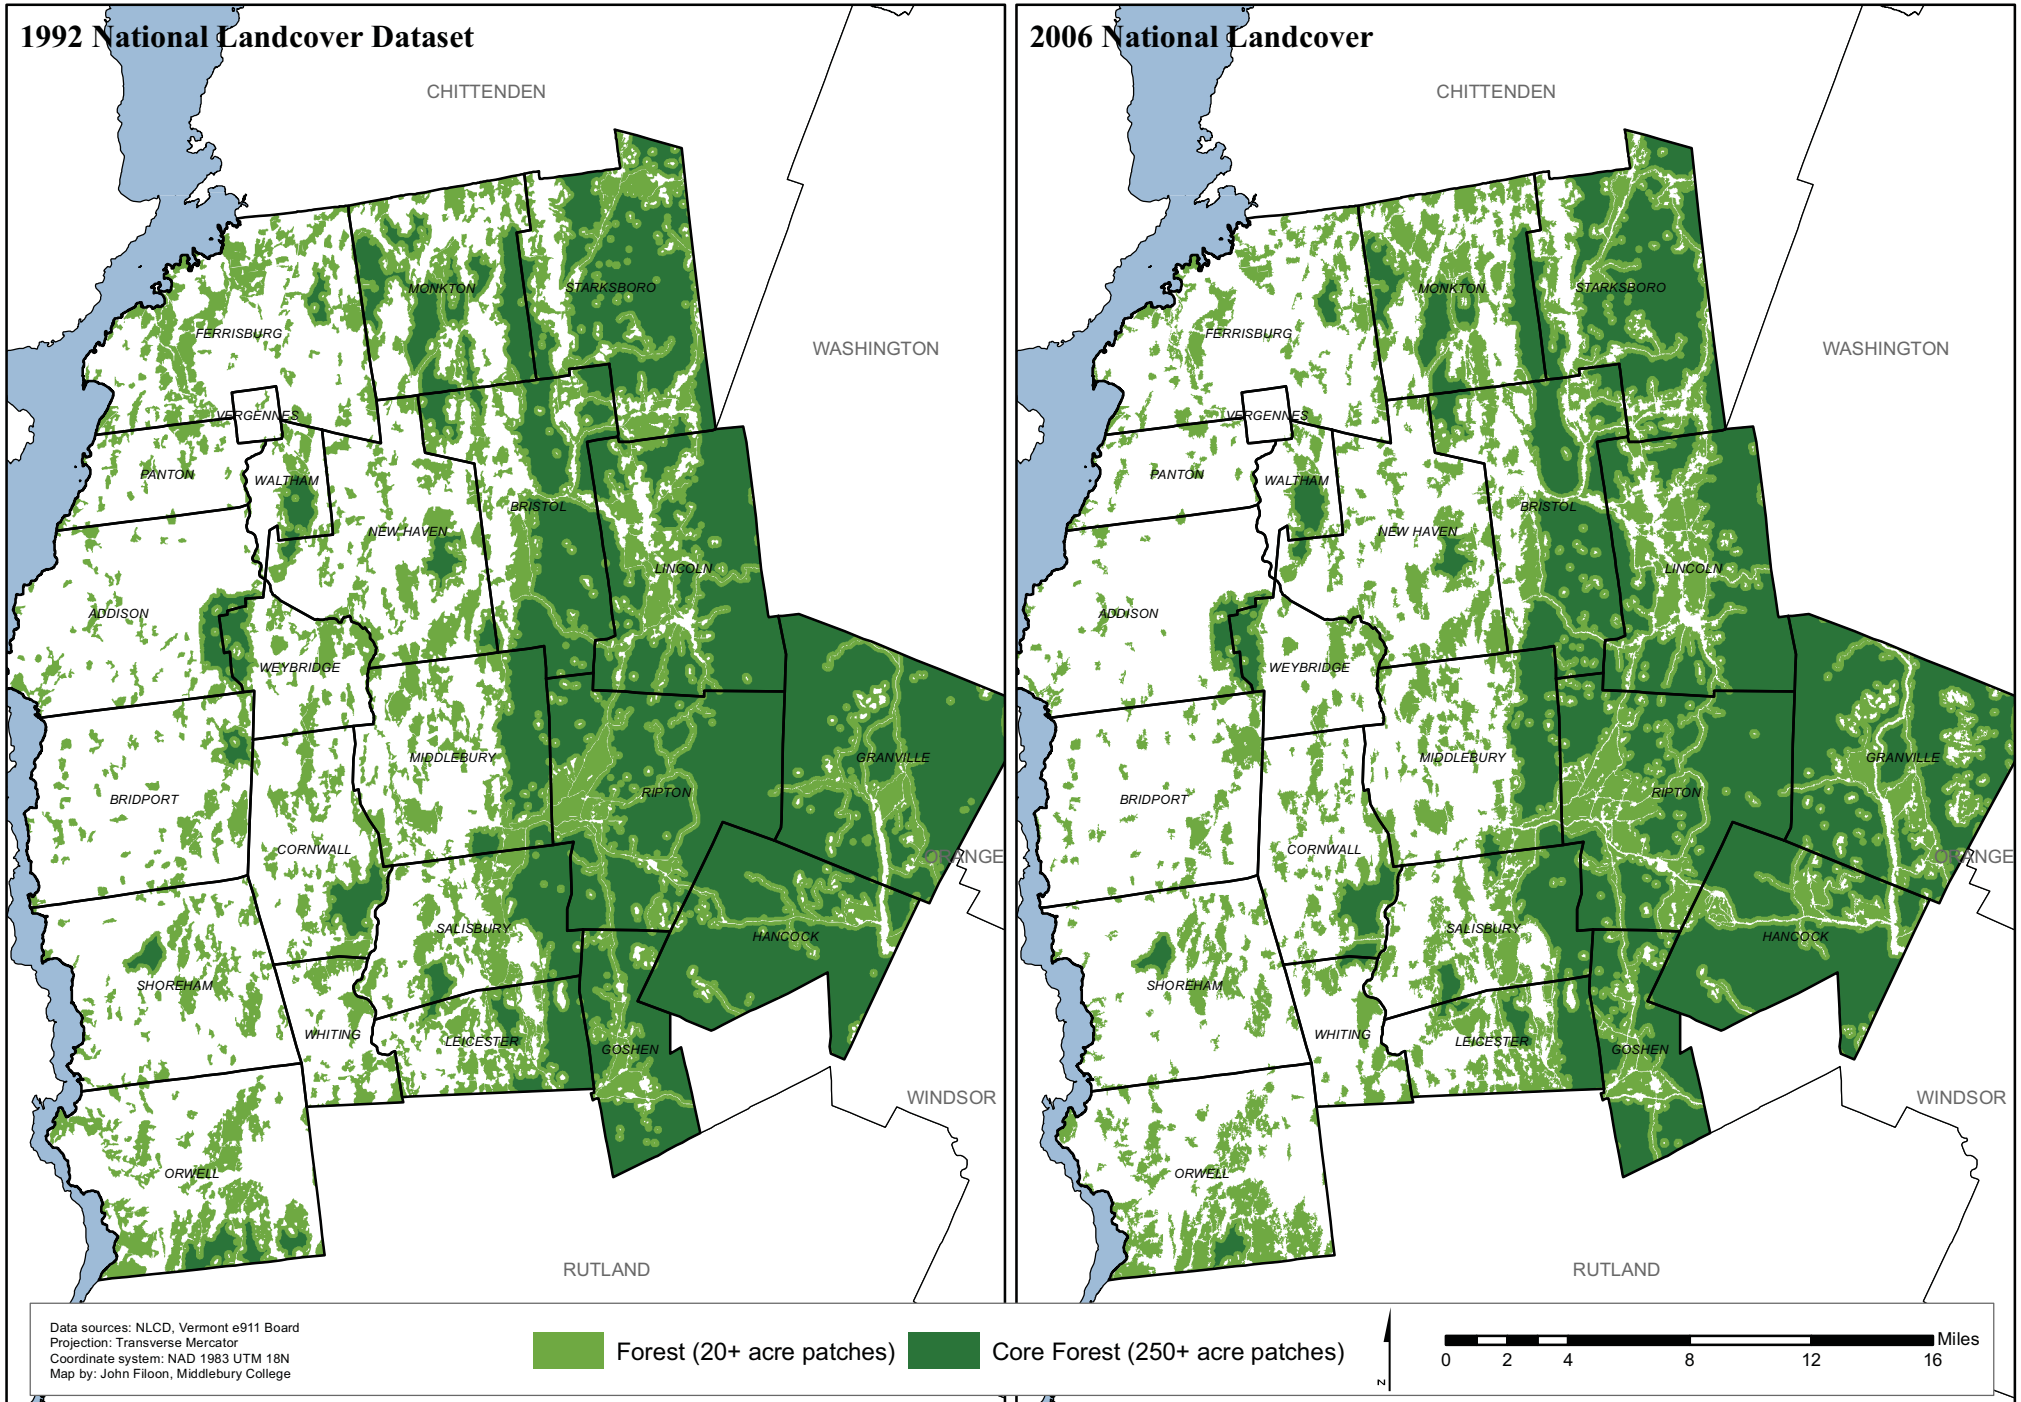 1992 National Landcover Dataset
CHITTENDEN
MONKTON
STARKSBORO
FERRISBURG
WASHINGTON
VERGENNES
PANTON
WALTHAM
BRISTOL
NEW HAVEN
LINCOLN
ADDISON
WEYBRIDGE
MIDDLEBURY
GRANVILLE
RIPTON
BRIDPORT
CORNWALL
ORANGE
SALISBURY
HANCOCK
SHOREHAM
WHITING
LEICESTER
GOSHEN
WINDSOR
ORWELL
RUTLAND
2006 National Landcover
CHITTENDEN
MONKTON
STARKSBORO
FERRISBURG
WASHINGTON
VERGENNES
PANTON
WALTHAM
BRISTOL
NEW HAVEN
LINCOLN
ADDISON
WEYBRIDGE
MIDDLEBURY
GRANVILLE
RIPTON
BRIDPORT
CORNWALL
ORANGE
SALISBURY
HANCOCK
SHOREHAM
WHITING
LEICESTER
GOSHEN
WINDSOR
ORWELL
RUTLAND
Data sources: NLCD, Vermont e911 Board
Projection: Transverse Mercator
Coordinate system: NAD 1983 UTM 18N
Map by: John Filoon, Middlebury College
Forest (20+ acre patches)
Core Forest (250+ acre patches)
N
Miles
0 2 4 8 12 16